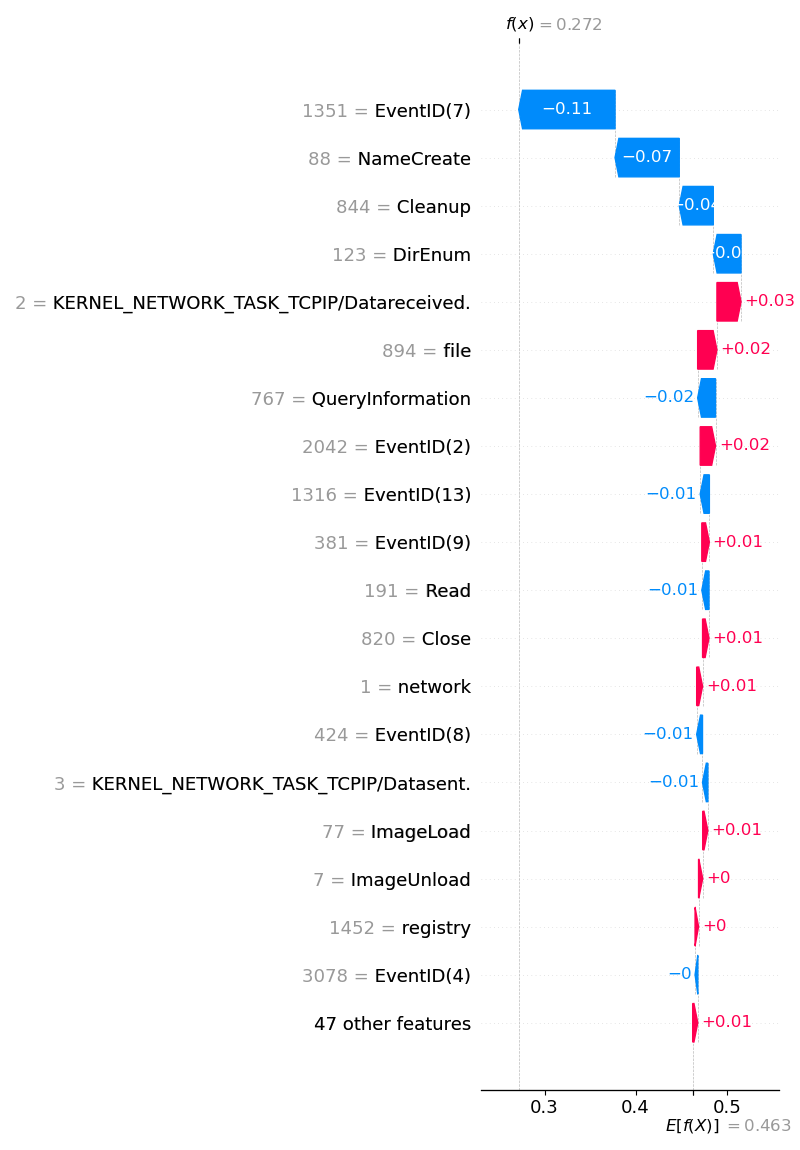 f(x) = 0.272
1351 = EventID(7)
−0.11
88 = NameCreate
−0.07
844 = Cleanup
−0.04
123 = DirEnum
2 = KERNEL_NETWORK_TASK_TCPIP/Datareceived.
+0.03
894 = file
+0.02
767 = QueryInformation
−0.02
2042 = EventID(2)
+0.02
1316 = EventID(13)
−0.01
381 = EventID(9)
+0.01
191 = Read
−0.01
820 = Close
+0.01
1 = network
+0.01
424 = EventID(8)
−0.01
3 = KERNEL_NETWORK_TASK_TCPIP/Datasent.
−0.01
77 = ImageLoad
+0.01
7 = ImageUnload
+0
1452 = registry
+0
3078 = EventID(4)
−0
47 other features
+0.01
0.3 0.4 0.5
E[f(X)] = 0.463